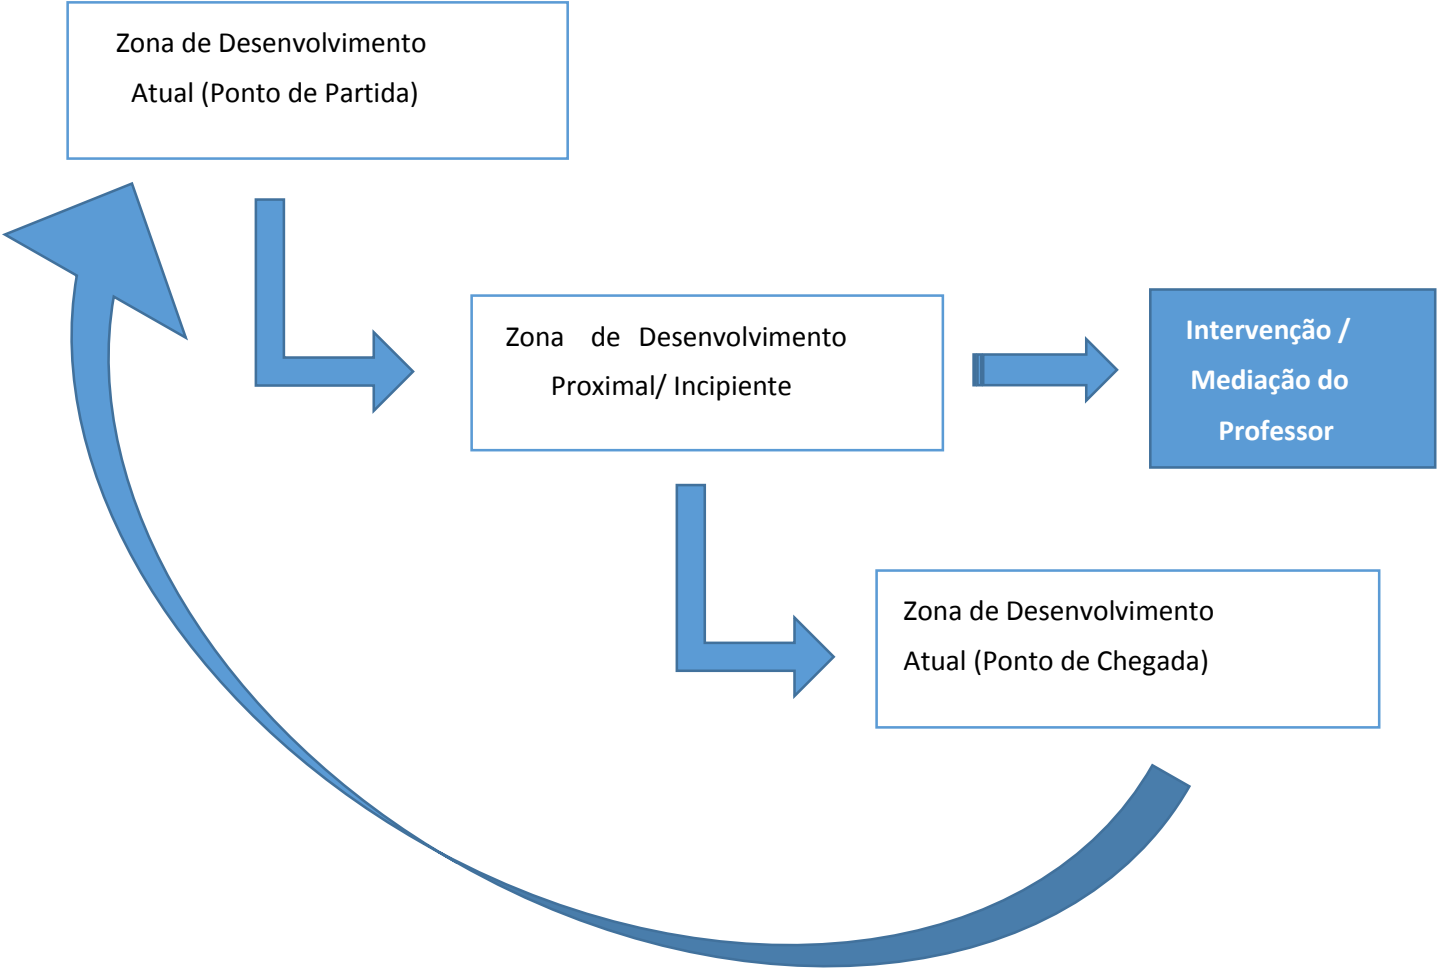 Zona de Desenvolvimento
Atual (Ponto de Partida)
Zona de Desenvolvimento
Proximal/ Incipiente
Intervenção /
Mediação do
Professor
Zona de Desenvolvimento
Atual (Ponto de Chegada)